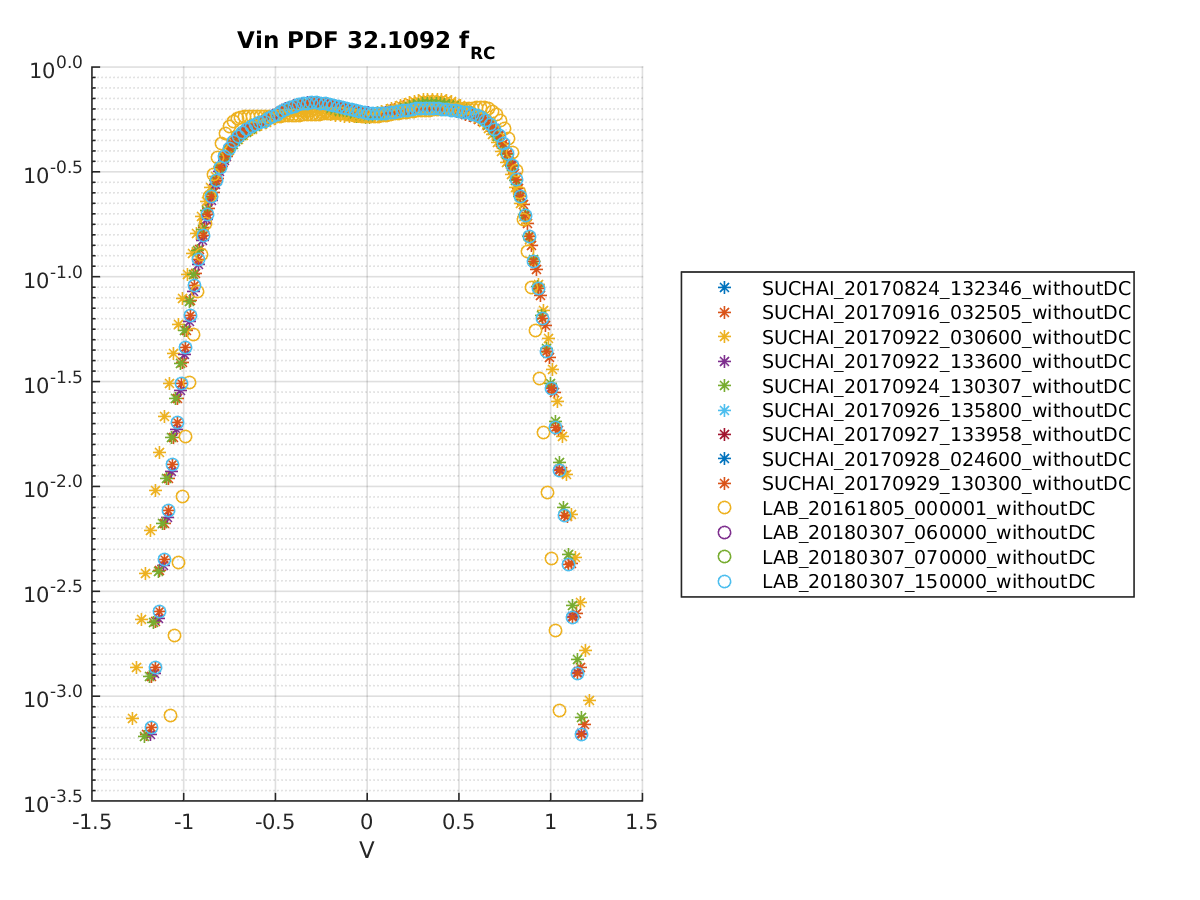 Vin PDF 32.1092 f_RC
10^0.0
10^-0.5
10^-1.0
10^-1.5
10^-2.0
10^-2.5
10^-3.0
10^-3.5
-1.5 -1 -0.5 0 0.5 1 1.5
V
SUCHAI_20170824_132346_withoutDC
SUCHAI_20170916_032505_withoutDC
SUCHAI_20170922_030600_withoutDC
SUCHAI_20170922_133600_withoutDC
SUCHAI_20170924_130307_withoutDC
SUCHAI_20170926_135800_withoutDC
SUCHAI_20170927_133958_withoutDC
SUCHAI_20170928_024600_withoutDC
SUCHAI_20170929_130300_withoutDC
LAB_20161805_000001_withoutDC
LAB_20180307_060000_withoutDC
LAB_20180307_070000_withoutDC
LAB_20180307_150000_withoutDC